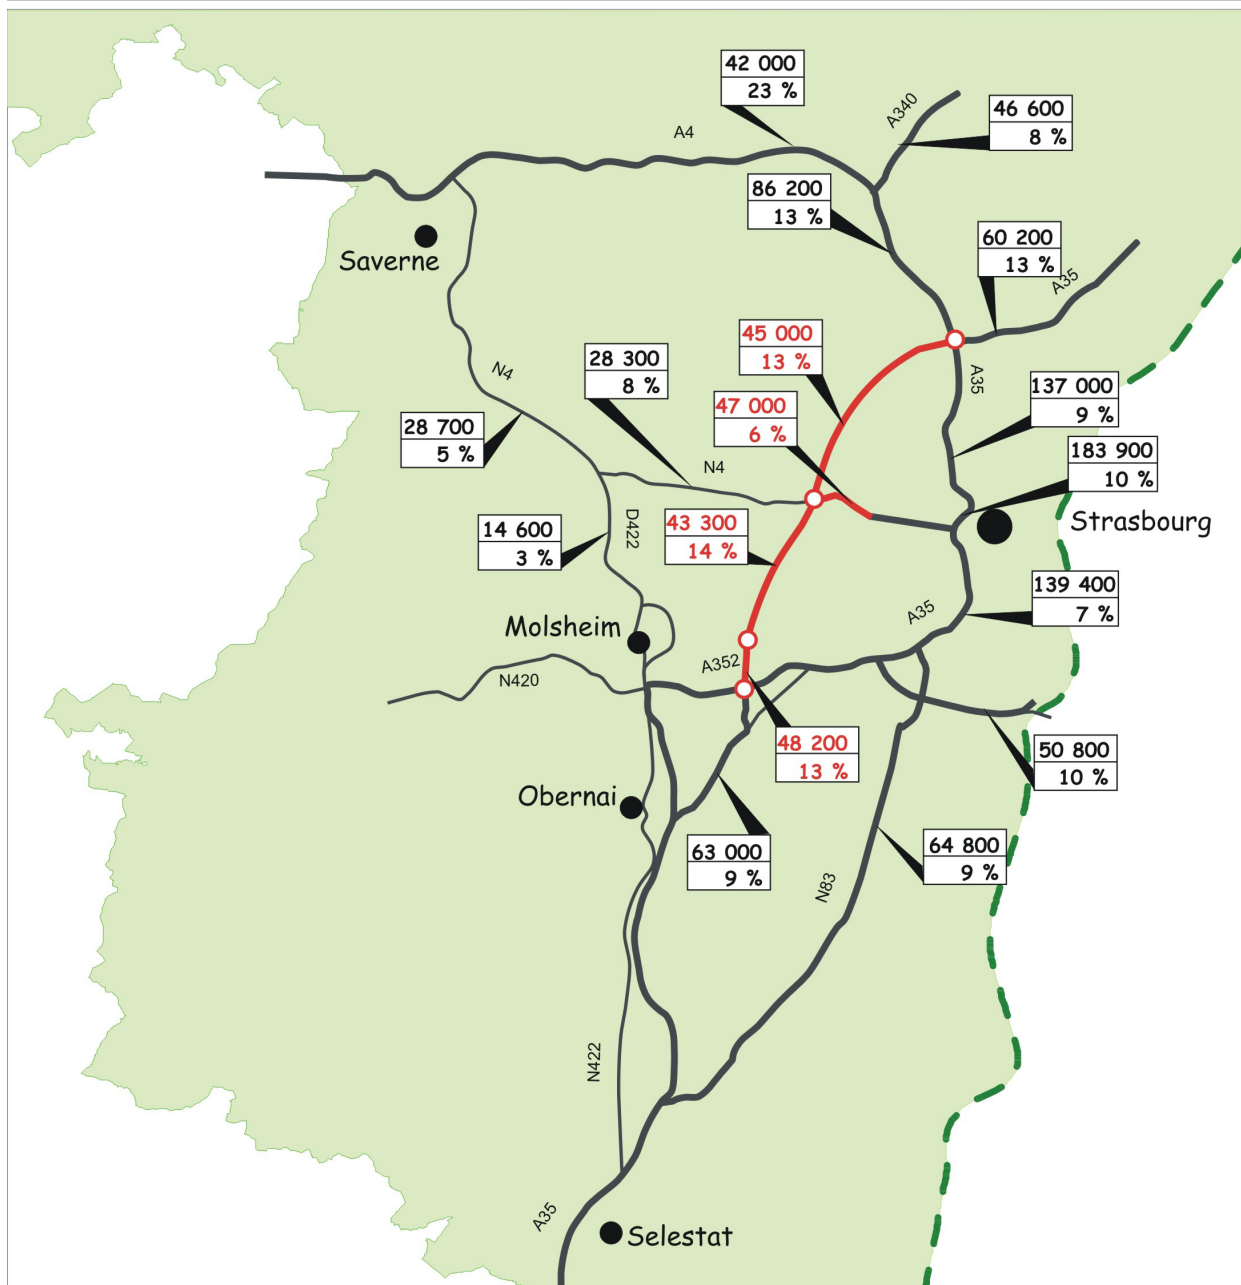 42 000
23 %
A340
46 600
8 %
A4
86 200
13 %
60 200
13 %
A35
Saverne
45 000
13 %
28 300
8 %
N4
A35
137 000
9 %
47 000
6 %
28 700
5 %
183 900
10 %
N4
Strasbourg
14 600
3 %
D422
43 300
14 %
139 400
7 %
A35
Molsheim
A352
N420
48 200
13 %
50 800
10 %
Obernai
63 000
9 %
64 800
9 %
N83
N422
A35
Selestat